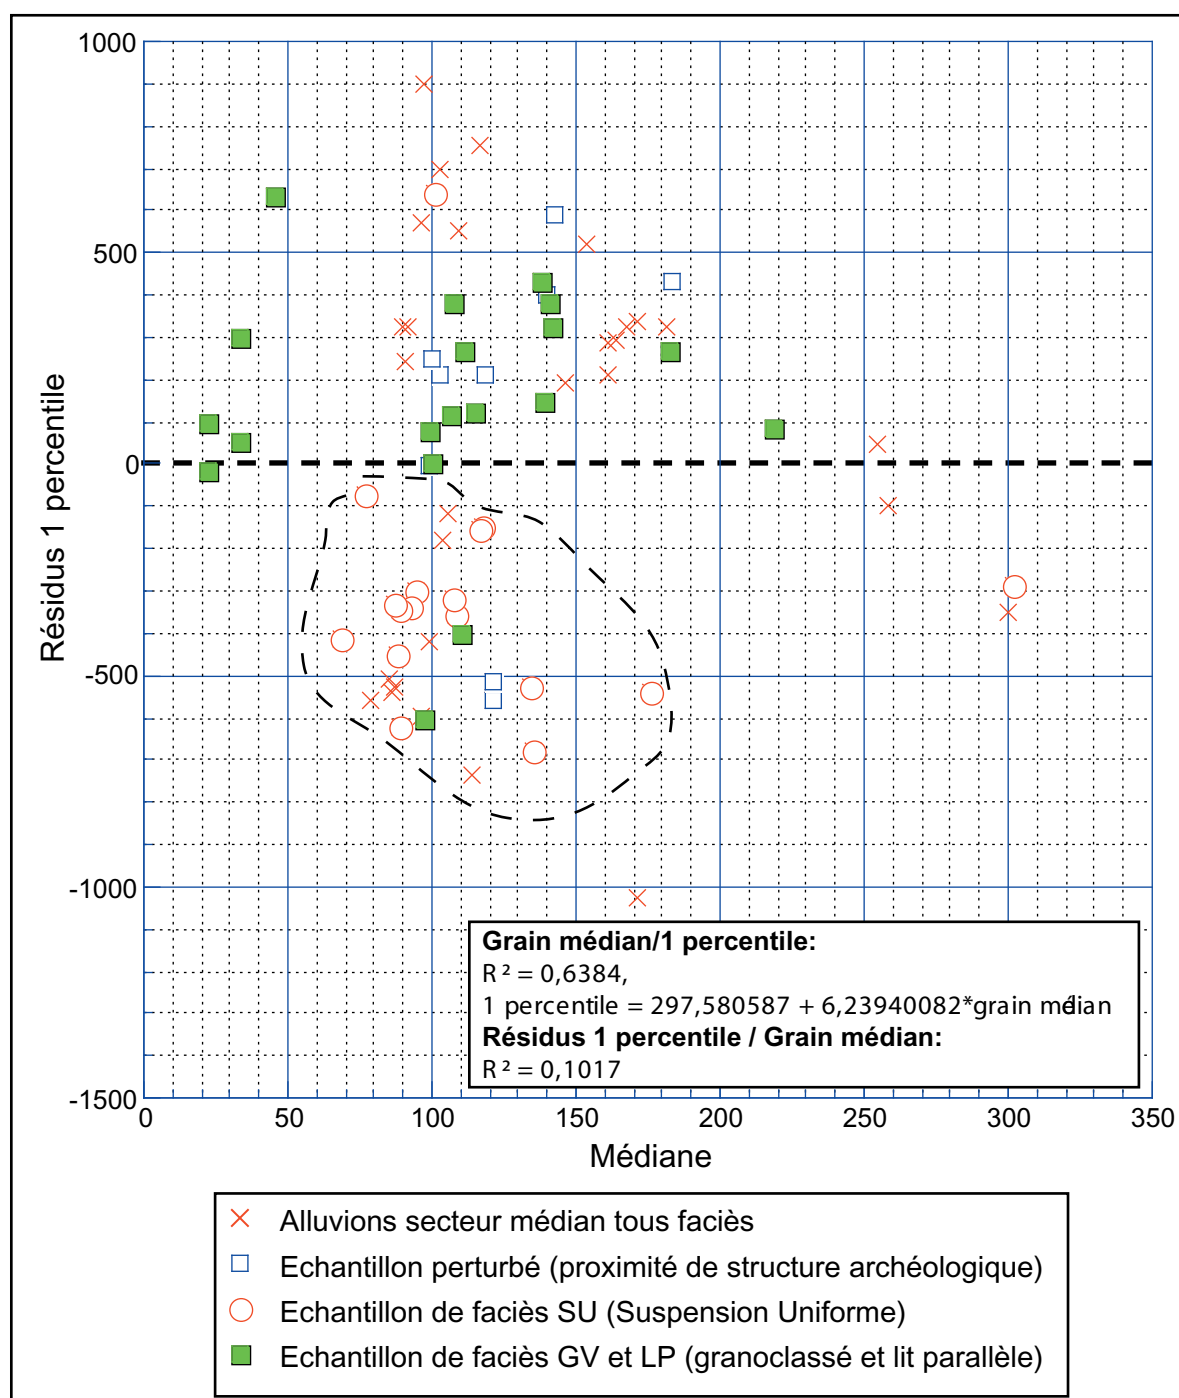 1000
500
0
-500
-1000
-1500
Résidus 1 percentile
Grain médian/1 percentile:
R² = 0,6384,
1 percentile = 297,580587 + 6,23940082*grain médian
Résidus 1 percentile / Grain médian:
R² = 0,1017
0 50 100 150 200 250 300 350
Médiane
Alluvions secteur médian tous faciès
Echantillon perturbé (proximité de structure archéologique)
Echantillon de faciès SU (Suspension Uniforme)
Echantillon de faciès GV et LP (granoclassé et lit parallèle)